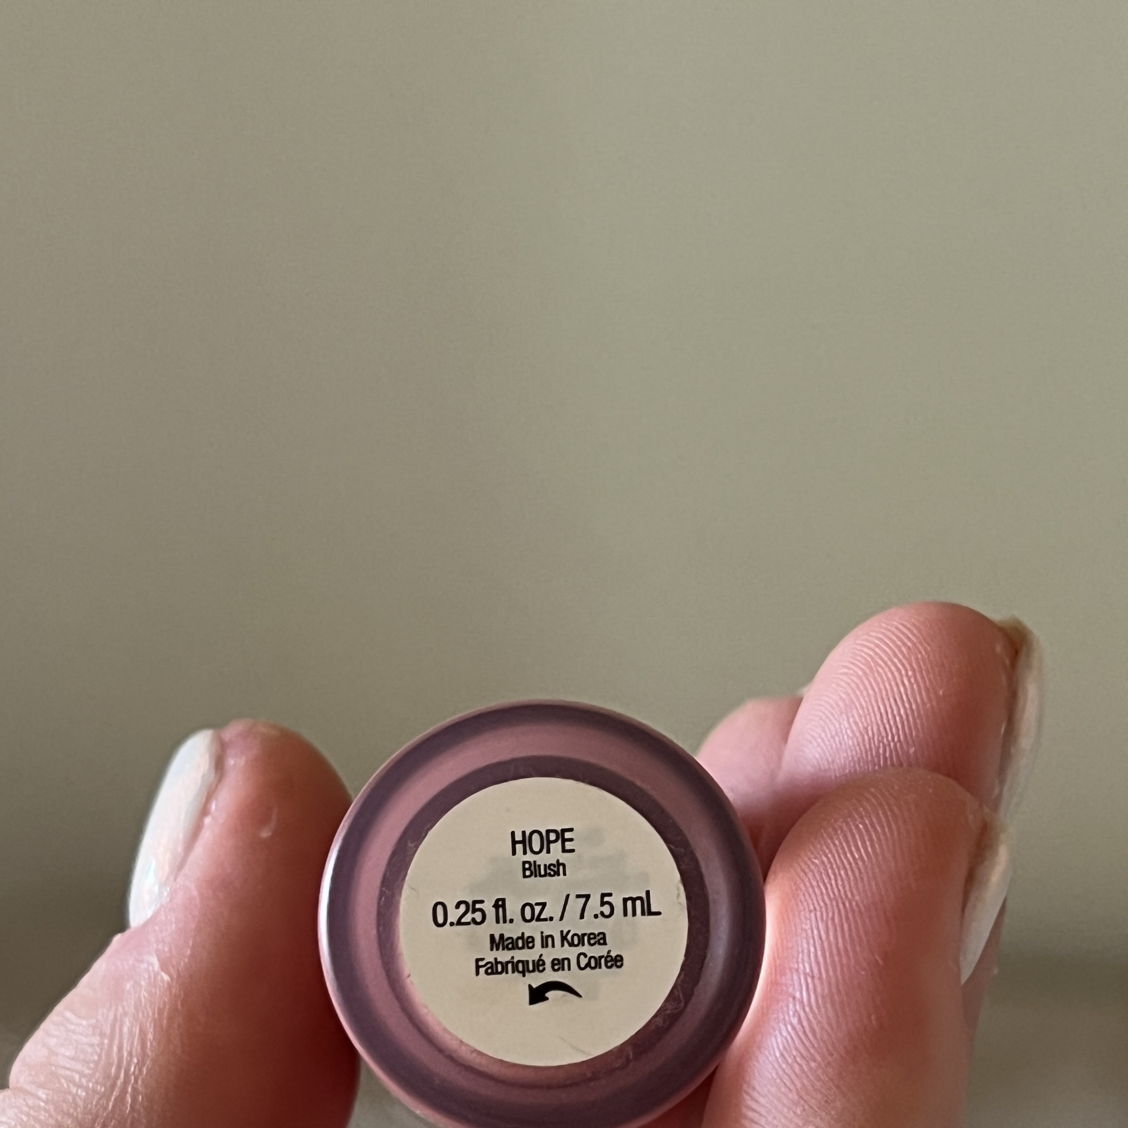 HOPE
Blush
0.25 fl. oz. / 7.5 mL
Made in Korea
Fabriqué en Corée